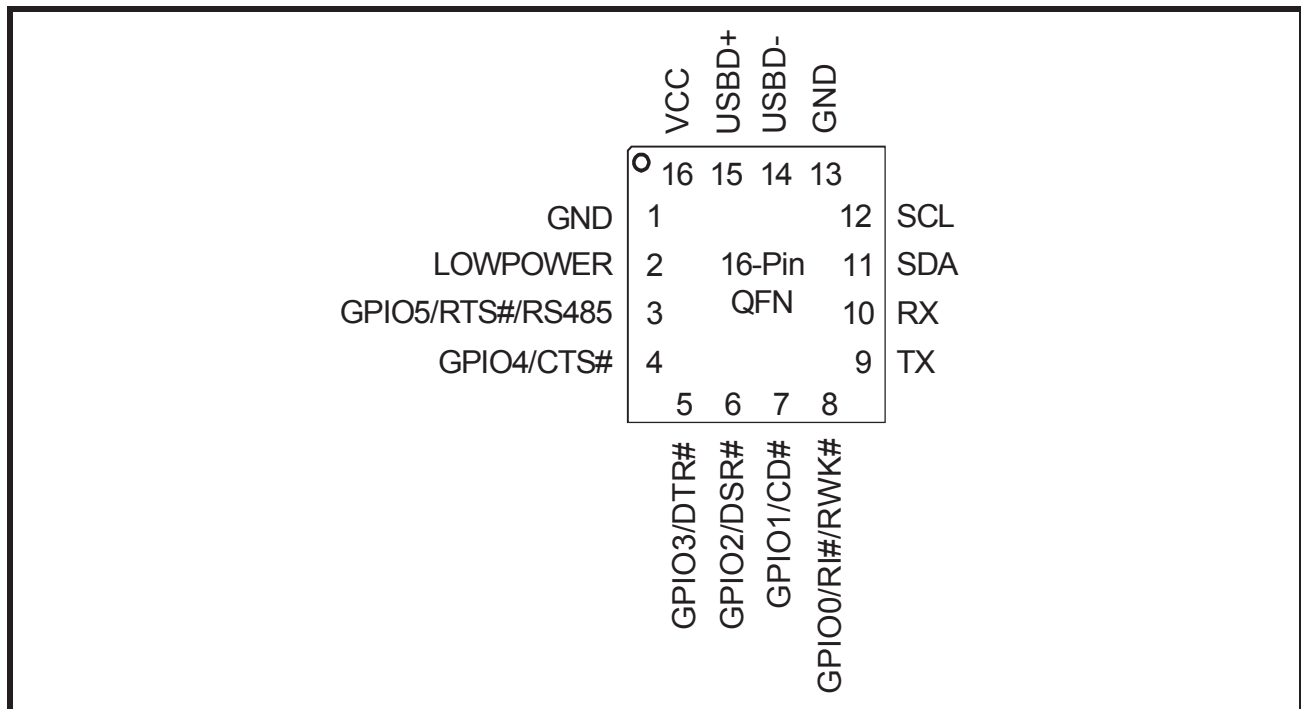 VCC
USBD+
USBD-
GND
16 15 14 13
GND 1 12 SCL
LOWPOWER 2 16-Pin 11 SDA
GPIO5/RTS#/RS485 3 QFN 10 RX
GPIO4/CTS# 4 9 TX
5 6 7 8
GPIO3/DTR#
GPIO2/DSR#
GPIO1/CD#
GPIO0/RI#/RWK#